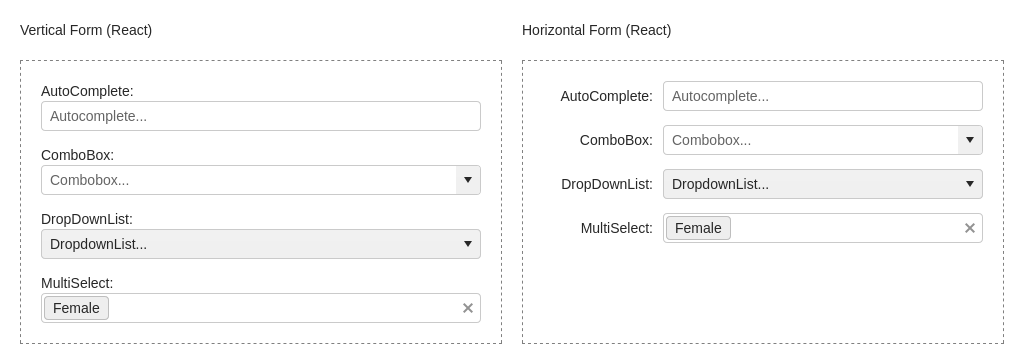 Vertical Form (React)
AutoComplete:
Autocomplete...
ComboBox:
Combobox...
DropDownList:
DropdownList...
MultiSelect:
Female
Horizontal Form (React)
AutoComplete: Autocomplete...
ComboBox: Combobox...
DropDownList: DropdownList...
MultiSelect: Female